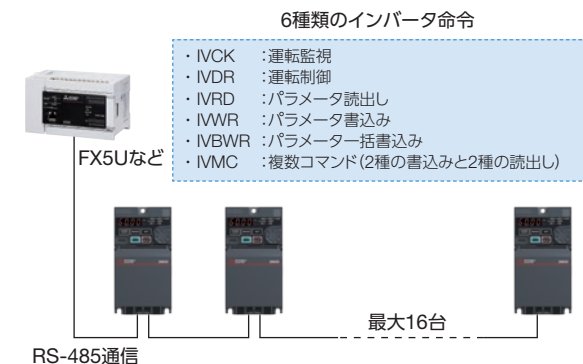 6種類のインバータ命令
・IVCK :運転監視
・IVDR :運転制御
・IVRD :パラメータ読出し
・IVWR :パラメータ書込み
・IVBWR :パラメータ一括書込み
・IVMC :複数コマンド(2種の書込みと2種の読出し)
FX5Uなど
最大16台
RS-485通信